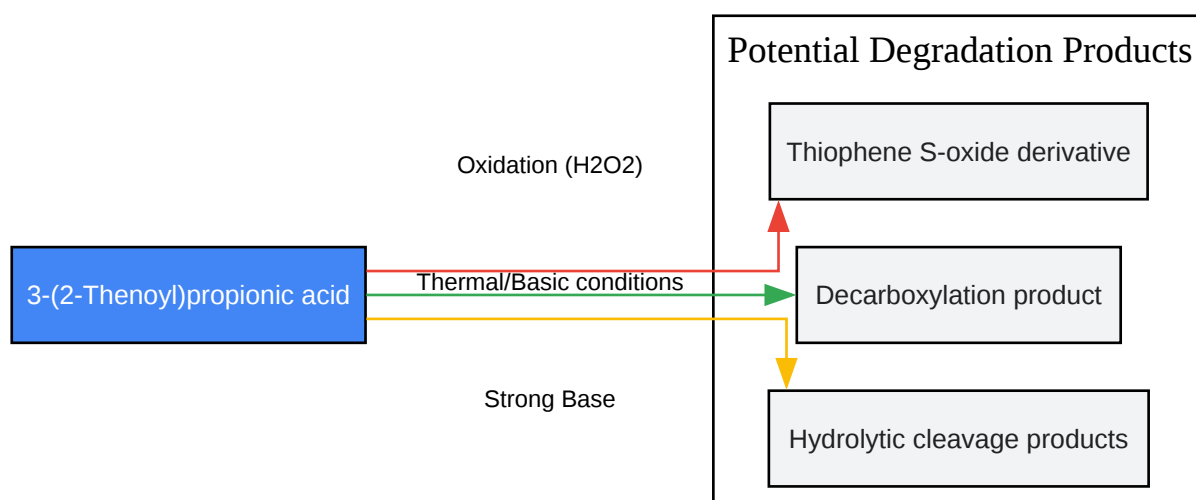 Potential Degradation Products
Thiophene S-oxide derivative
Oxidation (H2O2)
3-(2-Thenoyl)propionic acid
Thermal/Basic conditions
Decarboxylation product
Strong Base
Hydrolytic cleavage products